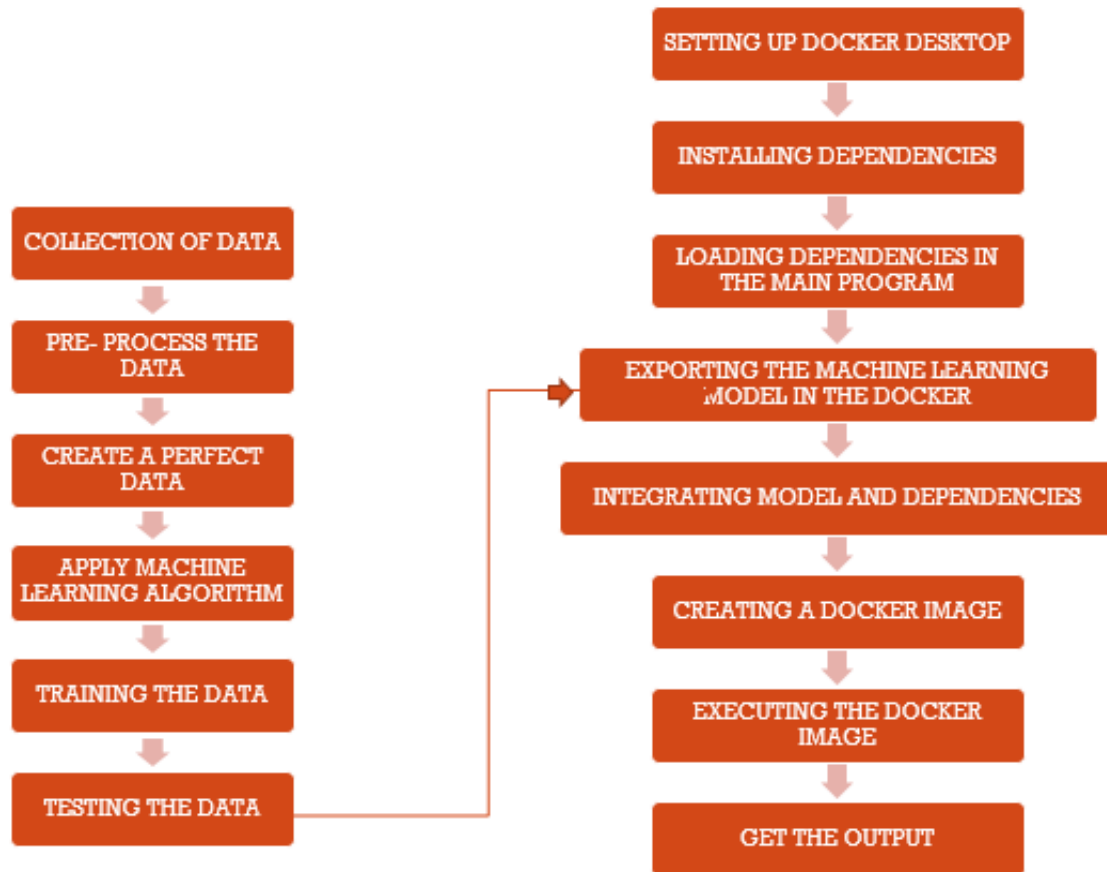 COLLECTION OF DATA
PRE- PROCESS THE
DATA
CREATE A PERFECT
DATA
APPLY MACHINE
LEARNING ALGORITHM
TRAINING THE DATA
TESTING THE DATA
SETTING UP DOCKER DESKTOP
INSTALLING DEPENDENCIES
LOADING DEPENDENCIES IN
THE MAIN PROGRAM
EXPORTING THE MACHINE LEARNING
MODEL IN THE DOCKER
INTEGRATING MODEL AND DEPENDENCIES
CREATING A DOCKER IMAGE
EXECUTING THE DOCKER
IMAGE
GET THE OUTPUT